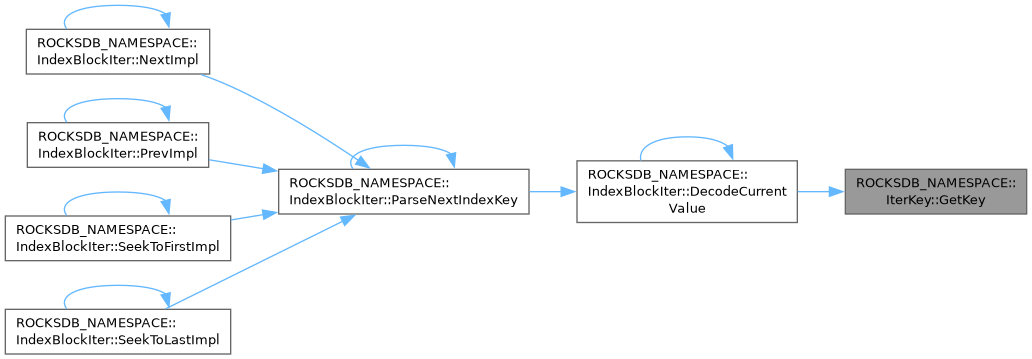 ROCKSDB_NAMESPACE::
IndexBlockIter::NextImpl
ROCKSDB_NAMESPACE::
IndexBlockIter::PrevImpl
ROCKSDB_NAMESPACE::
IndexBlockIter::SeekToFirstImpl
ROCKSDB_NAMESPACE::
IndexBlockIter::SeekToLastImpl
ROCKSDB_NAMESPACE::
IndexBlockIter::ParseNextIndexKey
ROCKSDB_NAMESPACE::
IndexBlockIter::DecodeCurrent
Value
ROCKSDB_NAMESPACE::
IterKey::GetKey